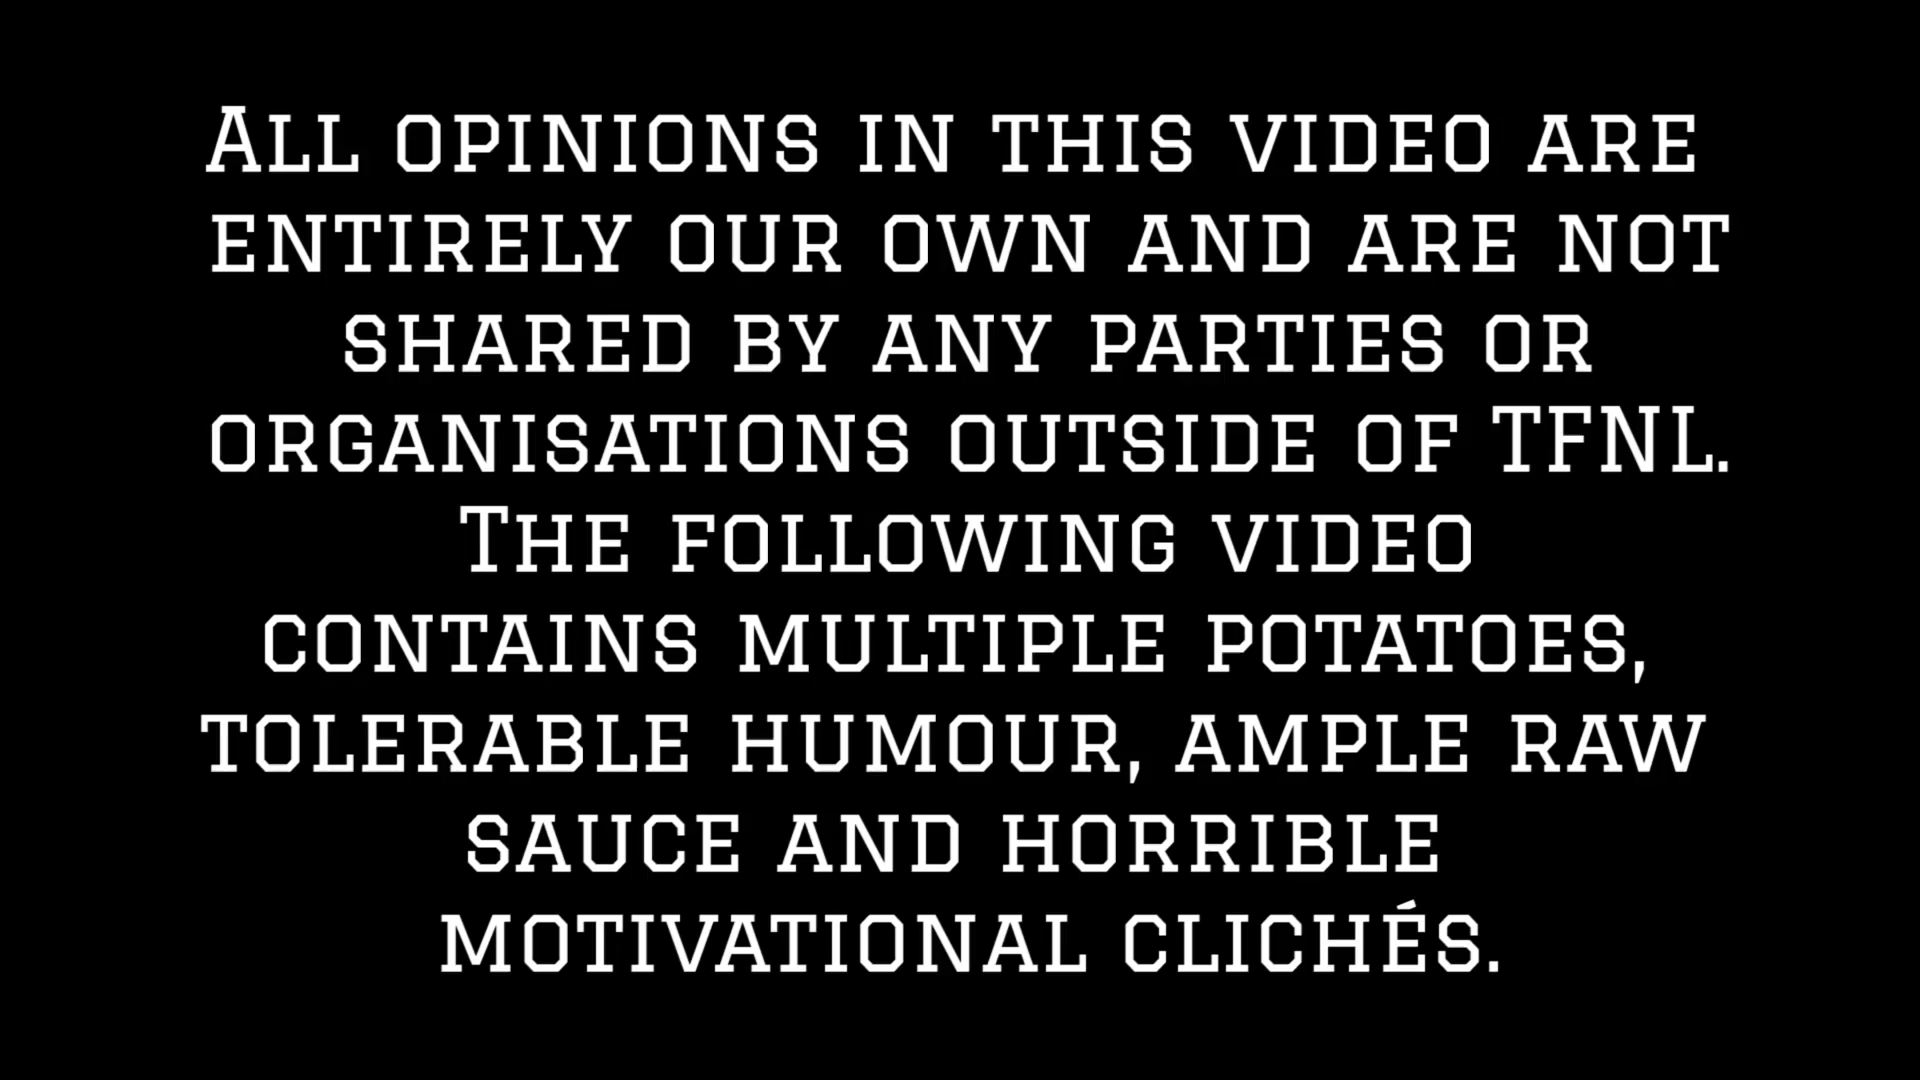 All opinions in this video are
entirely our own and are not
shared by any parties or
organisations outside of TFNL.
The following video
contains multiple potatoes,
tolerable humour, ample raw
sauce and horrible
motivational clichés.